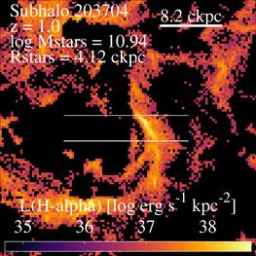 Subhalo 203704
8.2 ckpc
z = 1.0
log Mstars = 10.94
Rstars = 4.12 ckpc
L(H-alpha) [log erg s⁻¹ kpc⁻²]
35 36 37 38